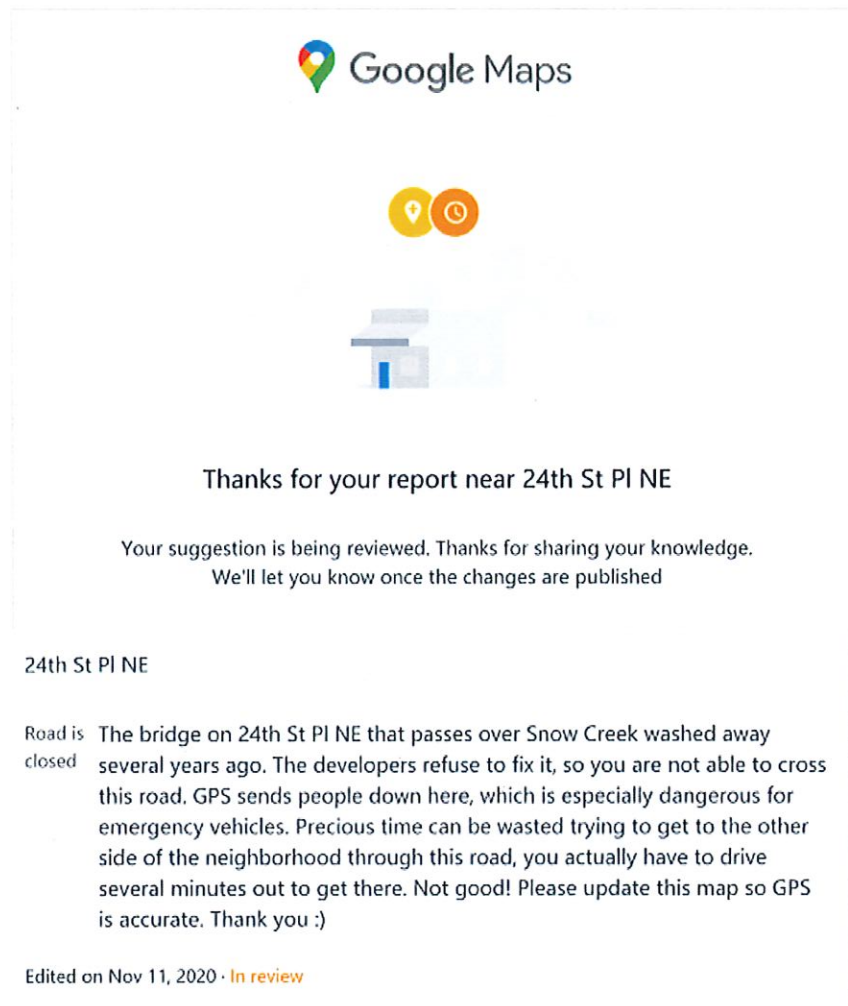 Google Maps
Thanks for your report near 24th St Pl NE
Your suggestion is being reviewed. Thanks for sharing your knowledge.
We'll let you know once the changes are published
24th St Pl NE
Road is closed
The bridge on 24th St Pl NE that passes over Snow Creek washed away
several years ago. The developers refuse to fix it, so you are not able to cross
this road. GPS sends people down here, which is especially dangerous for
emergency vehicles. Precious time can be wasted trying to get to the other
side of the neighborhood through this road, you actually have to drive
several minutes out to get there. Not good! Please update this map so GPS
is accurate. Thank you :)
Edited on Nov 11, 2020 · In review